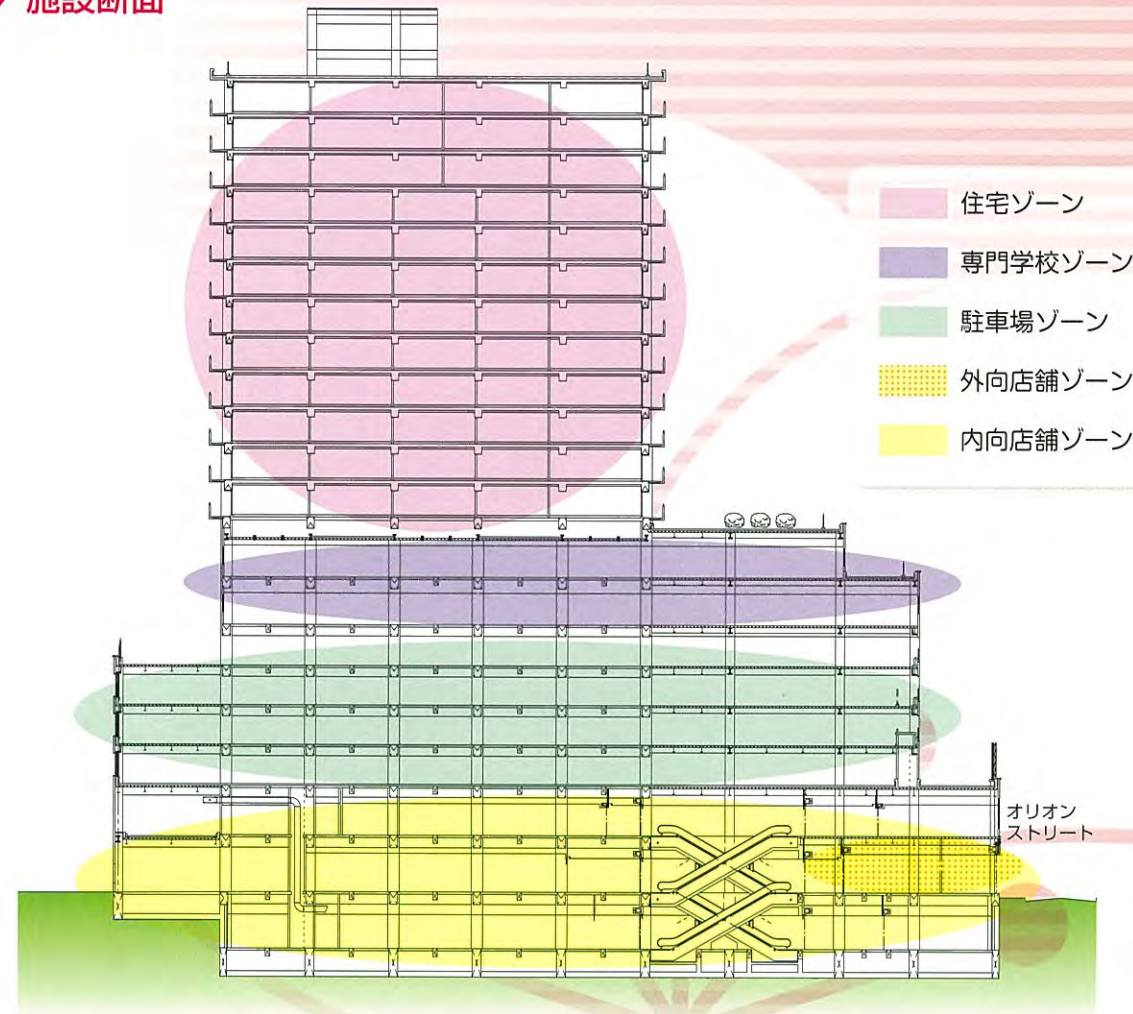 施設断面
住宅ゾーン
専門学校ゾーン
駐車場ゾーン
外向店舗ゾーン
内向店舗ゾーン
オリオン
ストリート